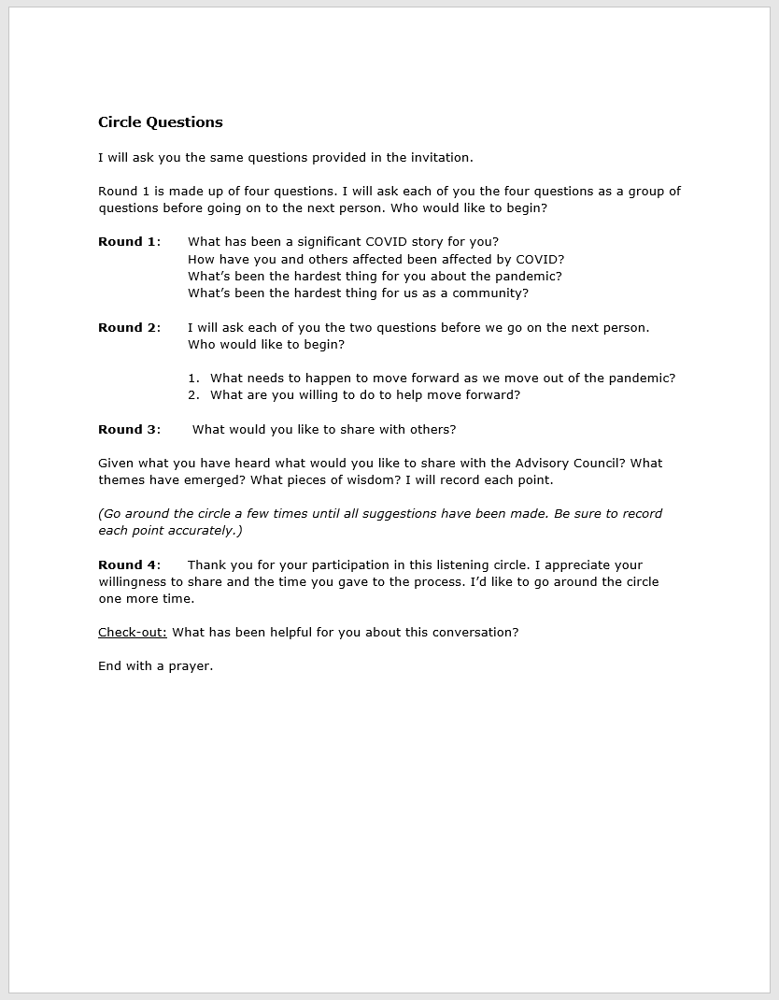 Circle Questions
I will ask you the same questions provided in the invitation.
Round 1 is made up of four questions. I will ask each of you the four questions as a group of
questions before going on to the next person. Who would like to begin?
Round 1: What has been a significant COVID story for you?
How have you and others affected been affected by COVID?
What’s been the hardest thing for you about the pandemic?
What’s been the hardest thing for us as a community?
Round 2: I will ask each of you the two questions before we go on the next person.
Who would like to begin?
1. What needs to happen to move forward as we move out of the pandemic?
2. What are you willing to do to help move forward?
Round 3: What would you like to share with others?
Given what you have heard what would you like to share with the Advisory Council? What
themes have emerged? What pieces of wisdom? I will record each point.
(Go around the circle a few times until all suggestions have been made. Be sure to record
each point accurately.)
Round 4: Thank you for your participation in this listening circle. I appreciate your
willingness to share and the time you gave to the process. I’d like to go around the circle
one more time.
Check-out: What has been helpful for you about this conversation?
End with a prayer.